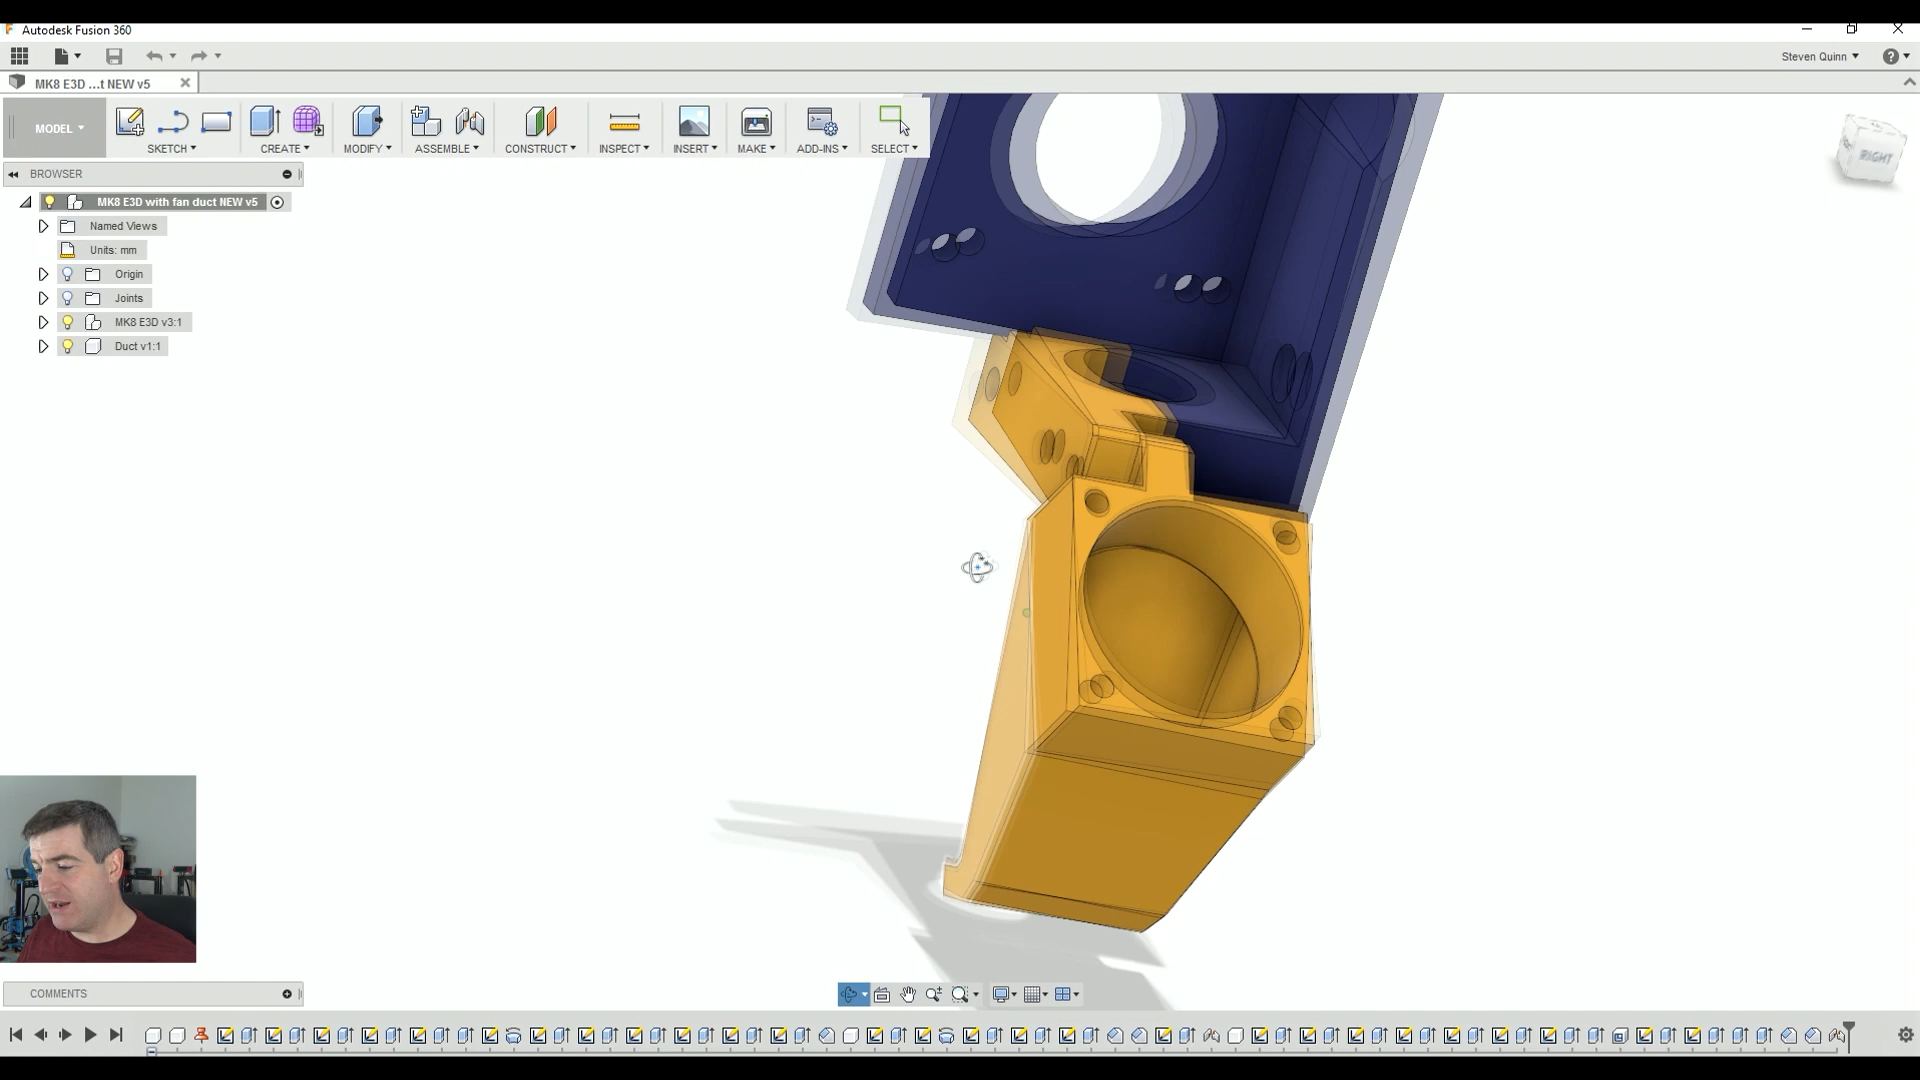 Autodesk Fusion 360
Steven Quinn
MK8 E3D ...t NEW v5
MODEL
SKETCH
CREATE
MODIFY
ASSEMBLE
CONSTRUCT
INSPECT
INSERT
MAKE
ADD-INS
SELECT
RIGHT
BROWSER
MK8 E3D with fan duct NEW v5
Named Views
Units: mm
Origin
Joints
MK8 E3D v3:1
Duct v1:1
COMMENTS